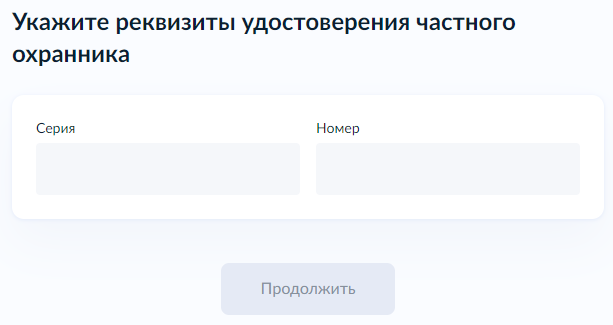 Укажите реквизиты удостоверения частного
охранника
Серия
Номер
Продолжить